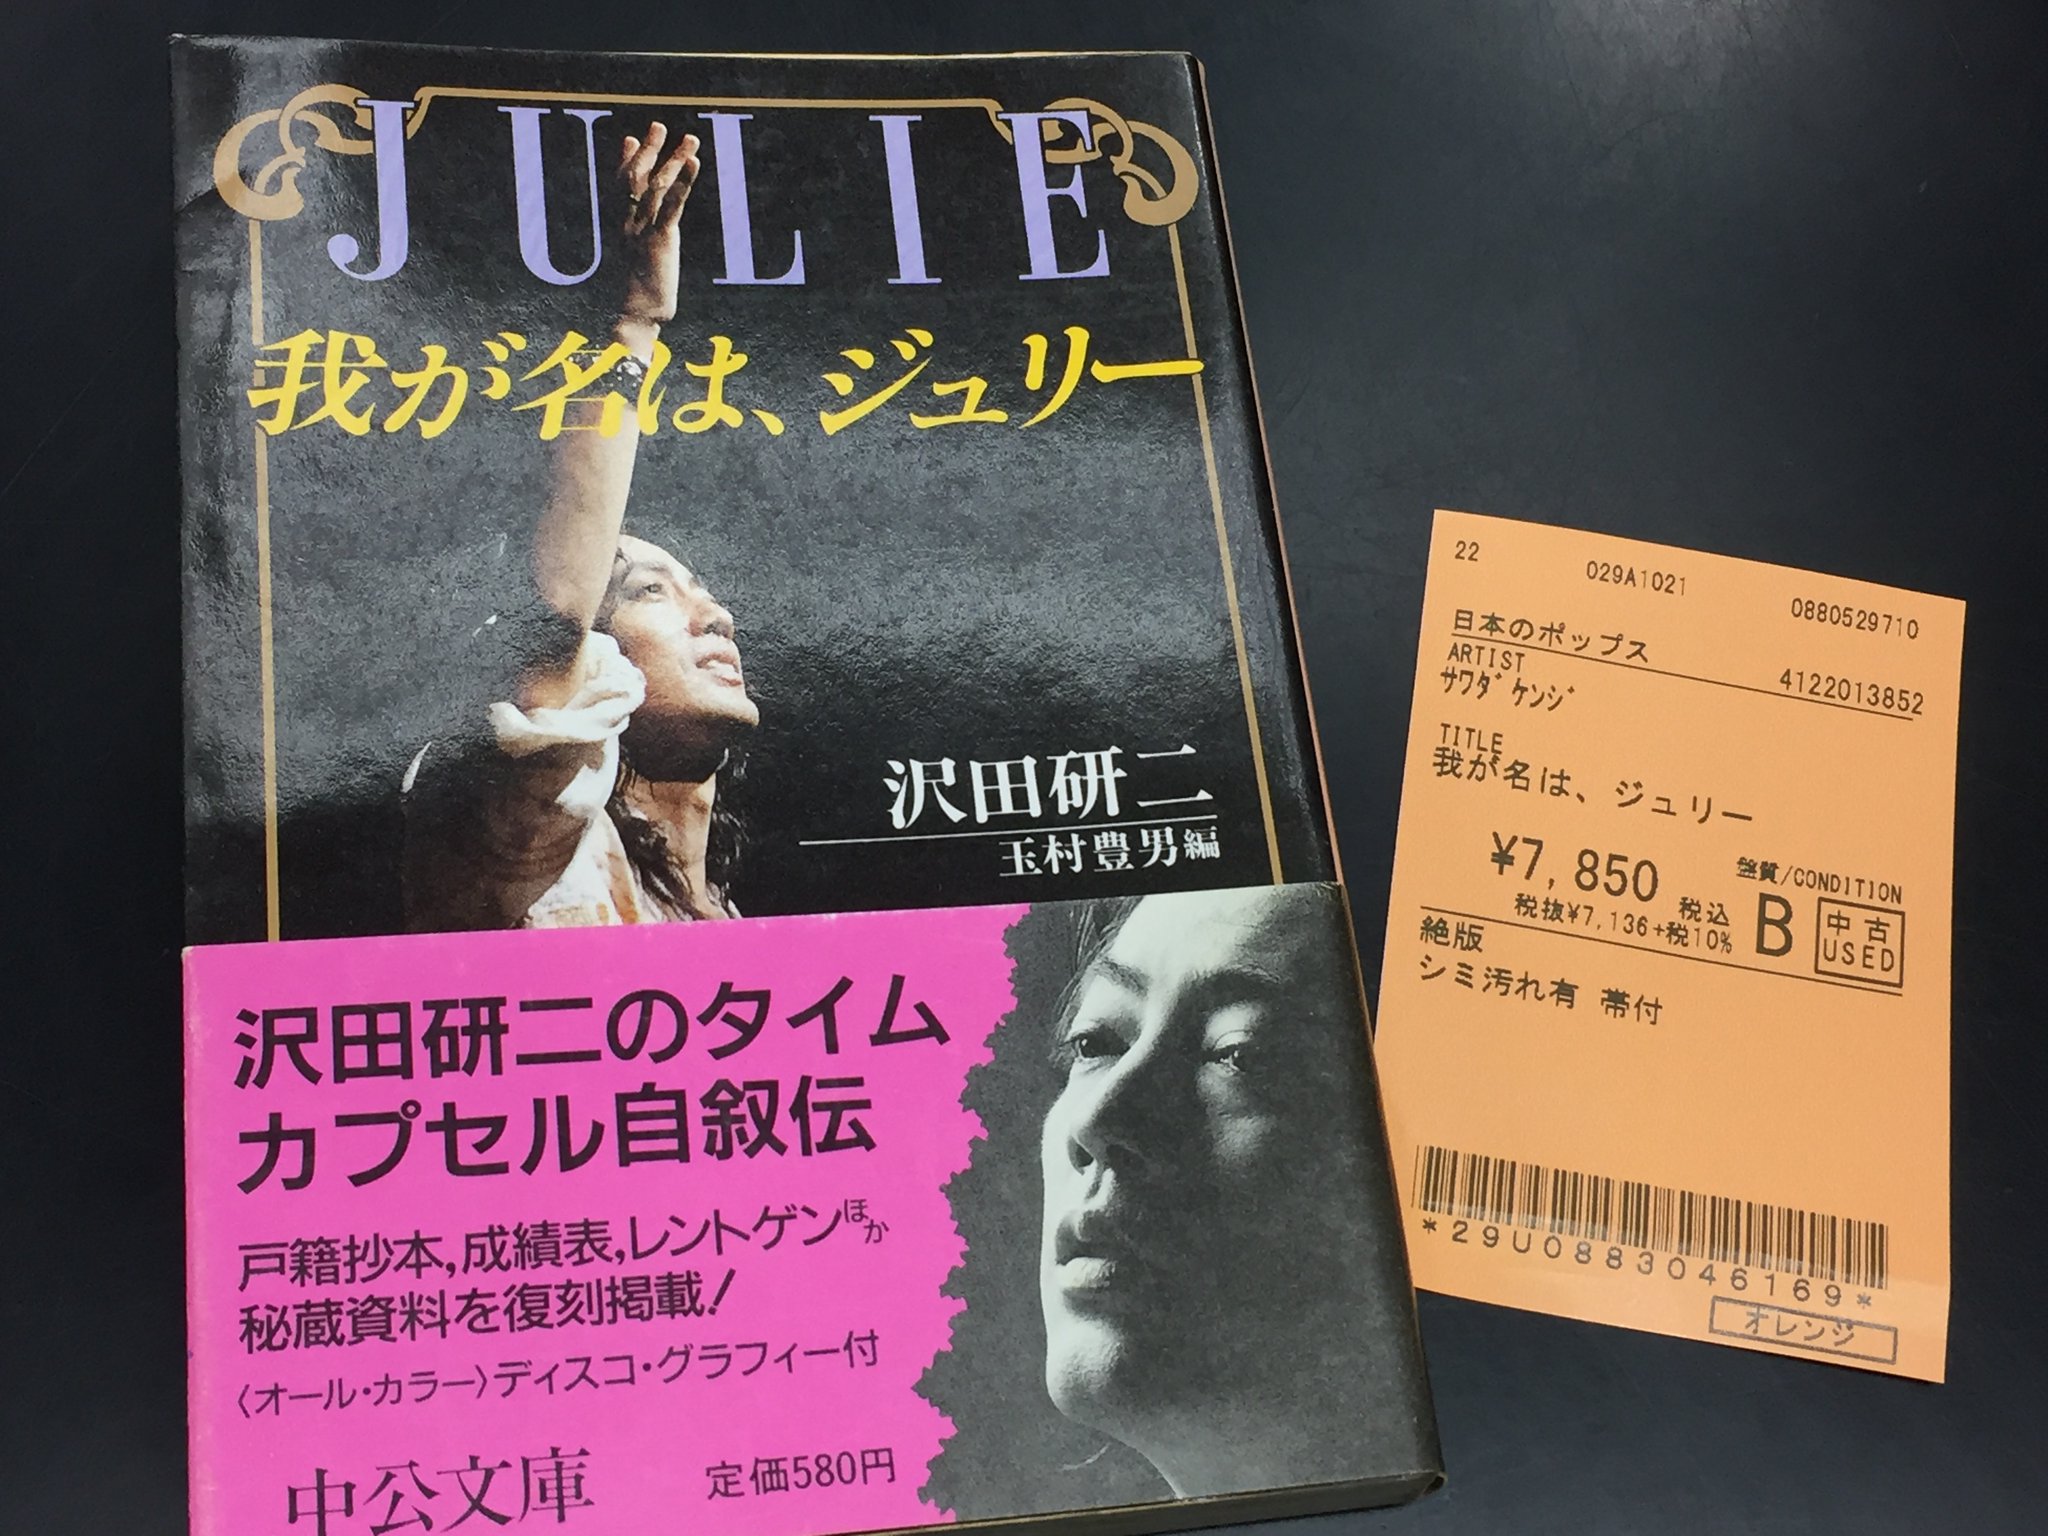 JULIE
我が名は、ジュリー
沢田研二
玉村豊男編
沢田研二のタイム
カプセル自叙伝
戸籍抄本,成績表,レントゲンほか
秘蔵資料を復刻掲載!
〈オール・カラー〉ディスコ・グラフィー付
中公文庫
定価580円
22 029A1021 0880529710
日本のポップス
ARTIST 4122013852
サワダ ケンジ
TITLE
我が名は、ジュリー
¥7,850 税込 盤質/CONDITION
税抜¥7,136+税10% B 中古 USED
絶版
シミ汚れ有 帯付
*29U0883046169*
オレンジ